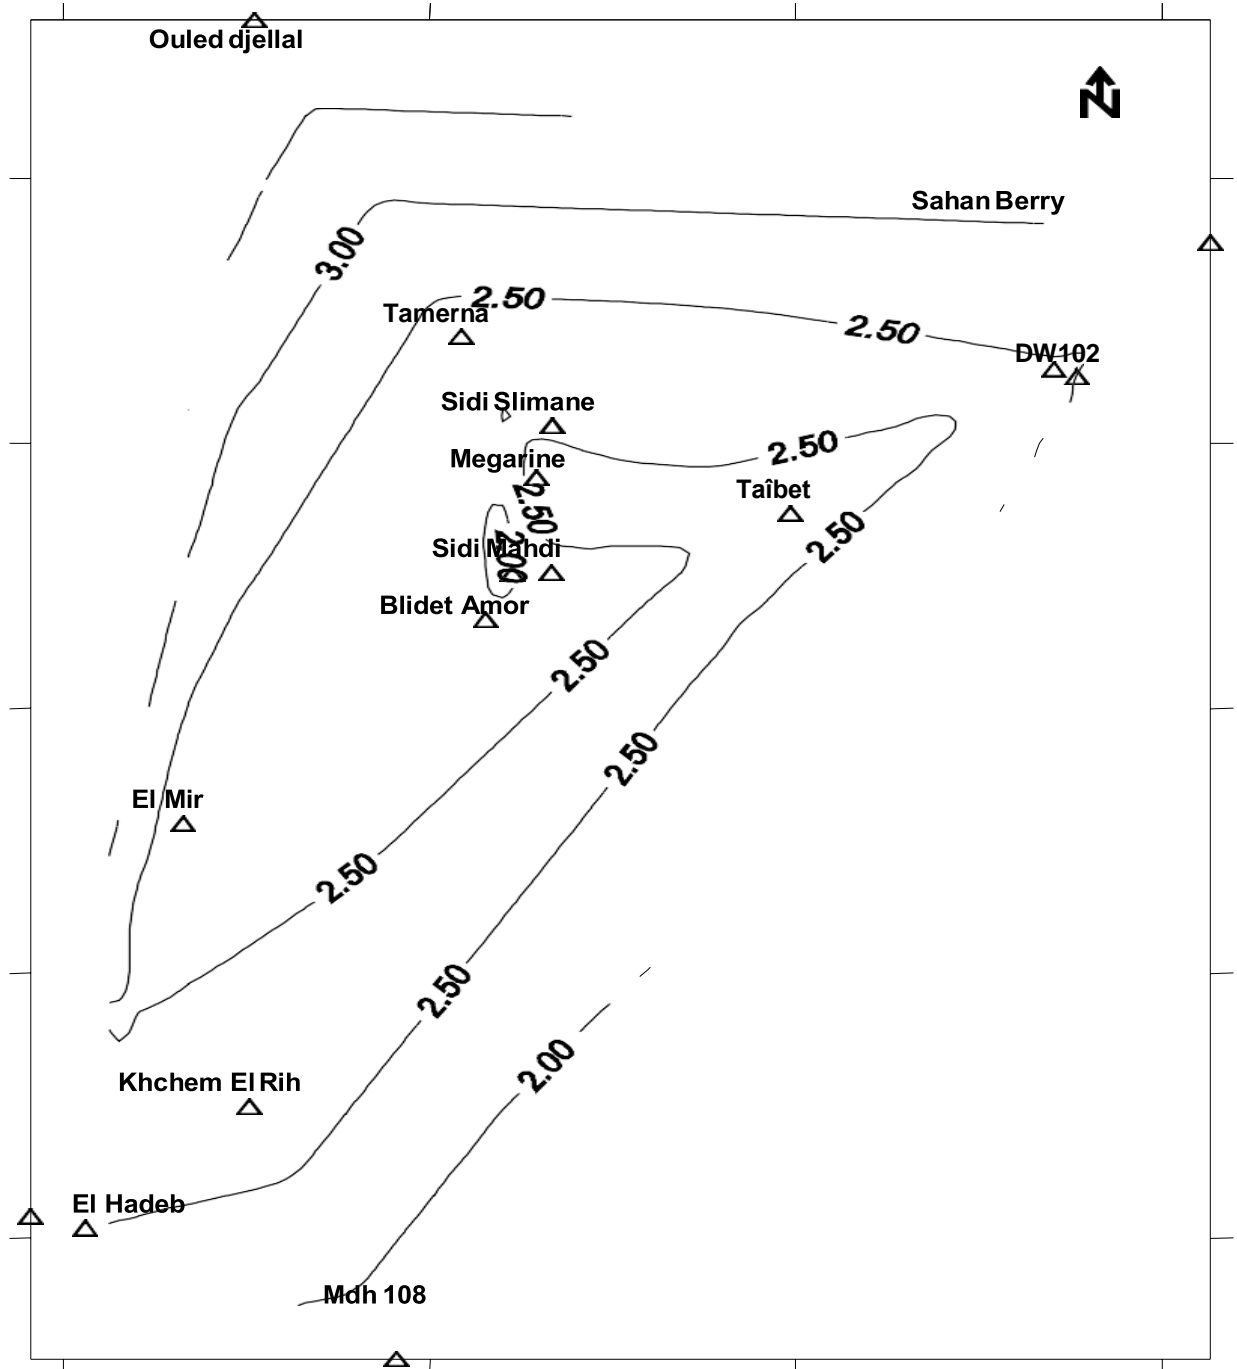 Ouled djellal
N
Sahan Berry
3.00
2.50
Tamerna
2.50
DW102
Sidi Slimane
2.50
Megarine
Taîbet
2.50
2.50
Sidi Mahdi
2.00
Blidet Amor
2.50
2.50
El Mir
2.50
2.50
2.00
Khchem El Rih
El Hadeb
Mdh 108